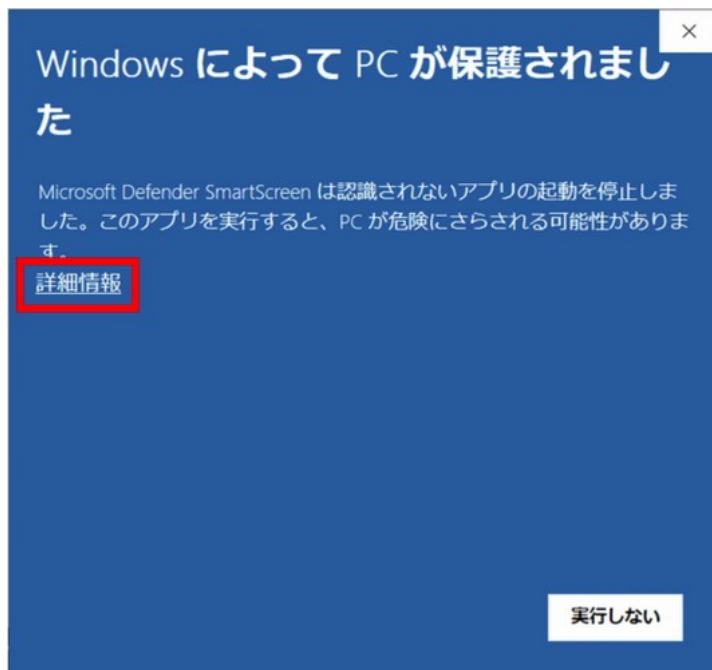 Windows によって PC が保護されまし
た
Microsoft Defender SmartScreen は認識されないアプリの起動を停止しま
した。このアプリを実行すると、PC が危険にさらされる可能性がありま
す。
詳細情報
実行しない